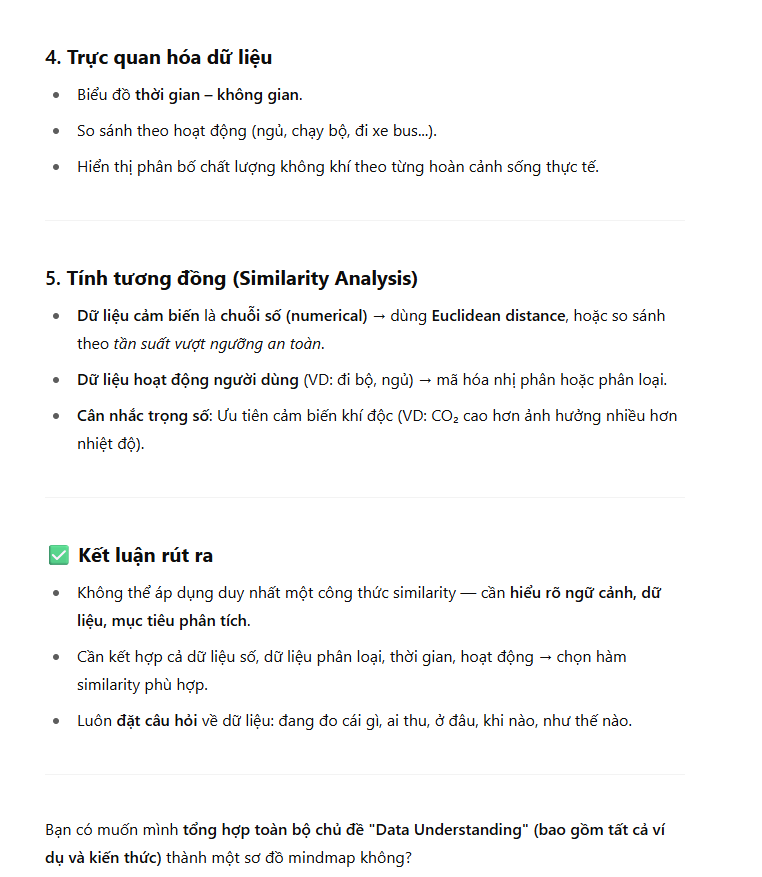 4. Trực quan hóa dữ liệu
Biểu đồ thời gian – không gian.
So sánh theo hoạt động (ngủ, chạy bộ, đi xe bus...).
Hiển thị phân bố chất lượng không khí theo từng hoàn cảnh sống thực tế.
5. Tính tương đồng (Similarity Analysis)
Dữ liệu cảm biến là chuỗi số (numerical) → dùng Euclidean distance, hoặc so sánh
theo tần suất vượt ngưỡng an toàn.
Dữ liệu hoạt động người dùng (VD: đi bộ, ngủ) → mã hóa nhị phân hoặc phân loại.
Cân nhắc trọng số: Ưu tiên cảm biến khí độc (VD: CO₂ cao hơn ảnh hưởng nhiều hơn
nhiệt độ).
✅ Kết luận rút ra
Không thể áp dụng duy nhất một công thức similarity — cần hiểu rõ ngữ cảnh, dữ
liệu, mục tiêu phân tích.
Cần kết hợp cả dữ liệu số, dữ liệu phân loại, thời gian, hoạt động → chọn hàm
similarity phù hợp.
Luôn đặt câu hỏi về dữ liệu: đang đo cái gì, ai thu, ở đâu, khi nào, như thế nào.
Bạn có muốn mình tổng hợp toàn bộ chủ đề "Data Understanding" (bao gồm tất cả ví
dụ và kiến thức) thành một sơ đồ mindmap không?